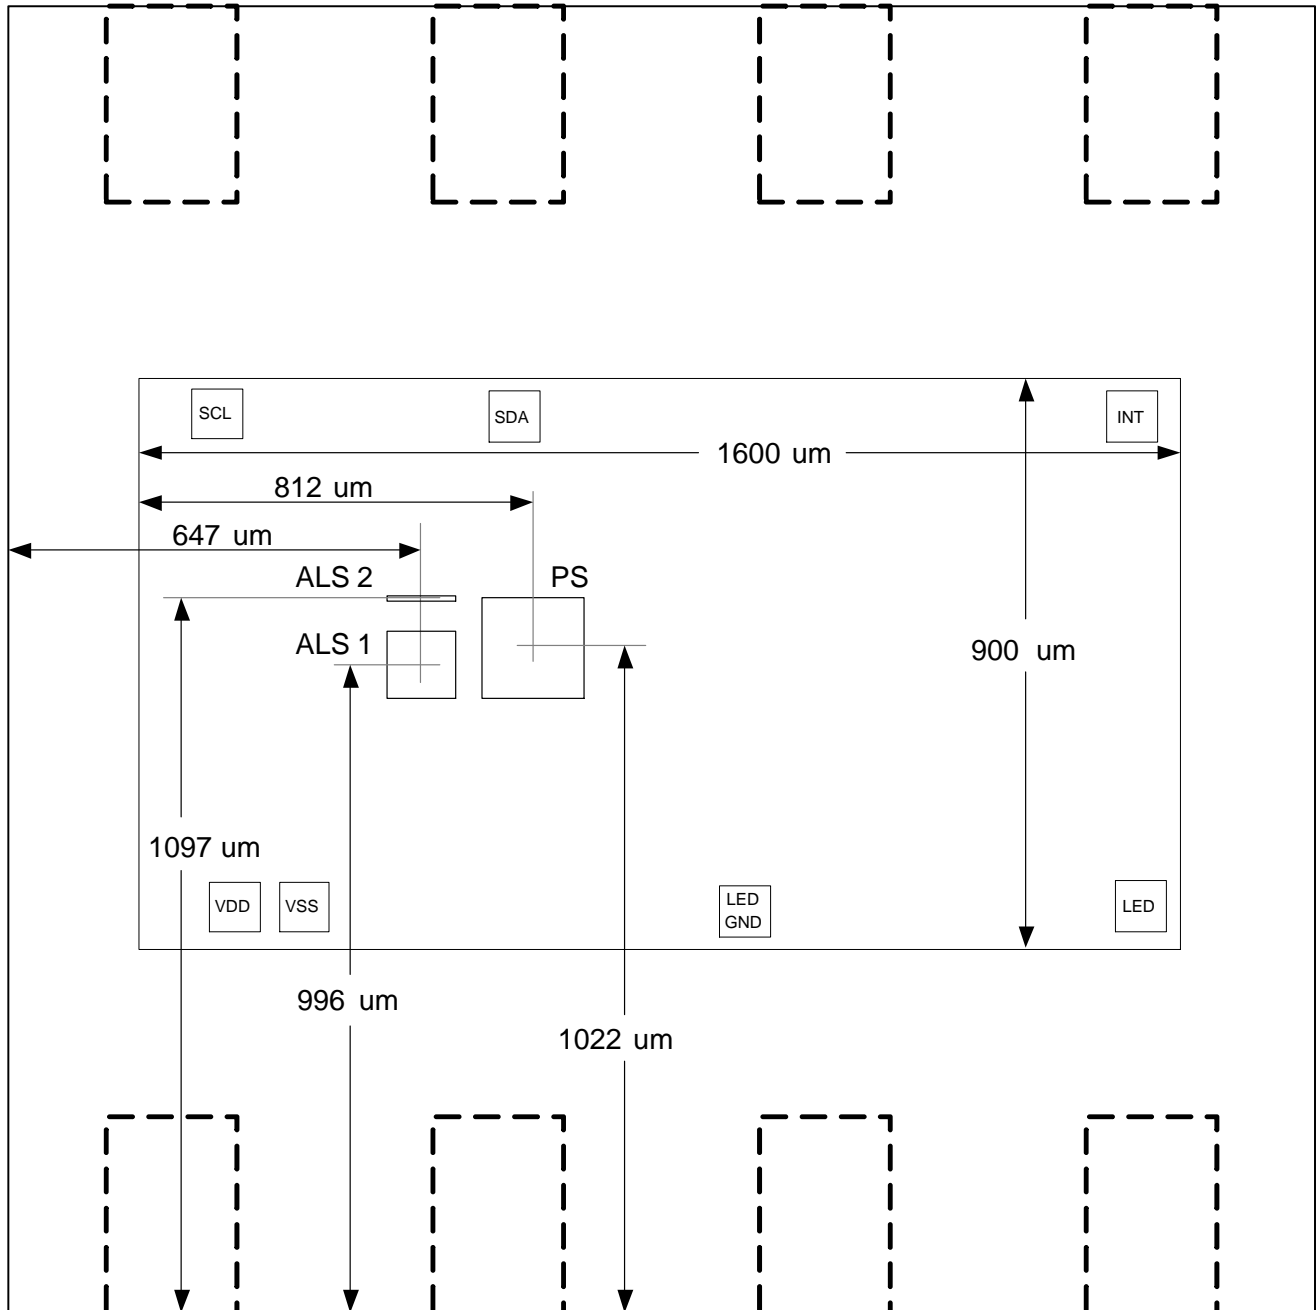 SCL
SDA
INT
1600 um
812 um
647 um
ALS 2
PS
ALS 1
900 um
1097 um
VDD
VSS
LED
GND
LED
996 um
1022 um